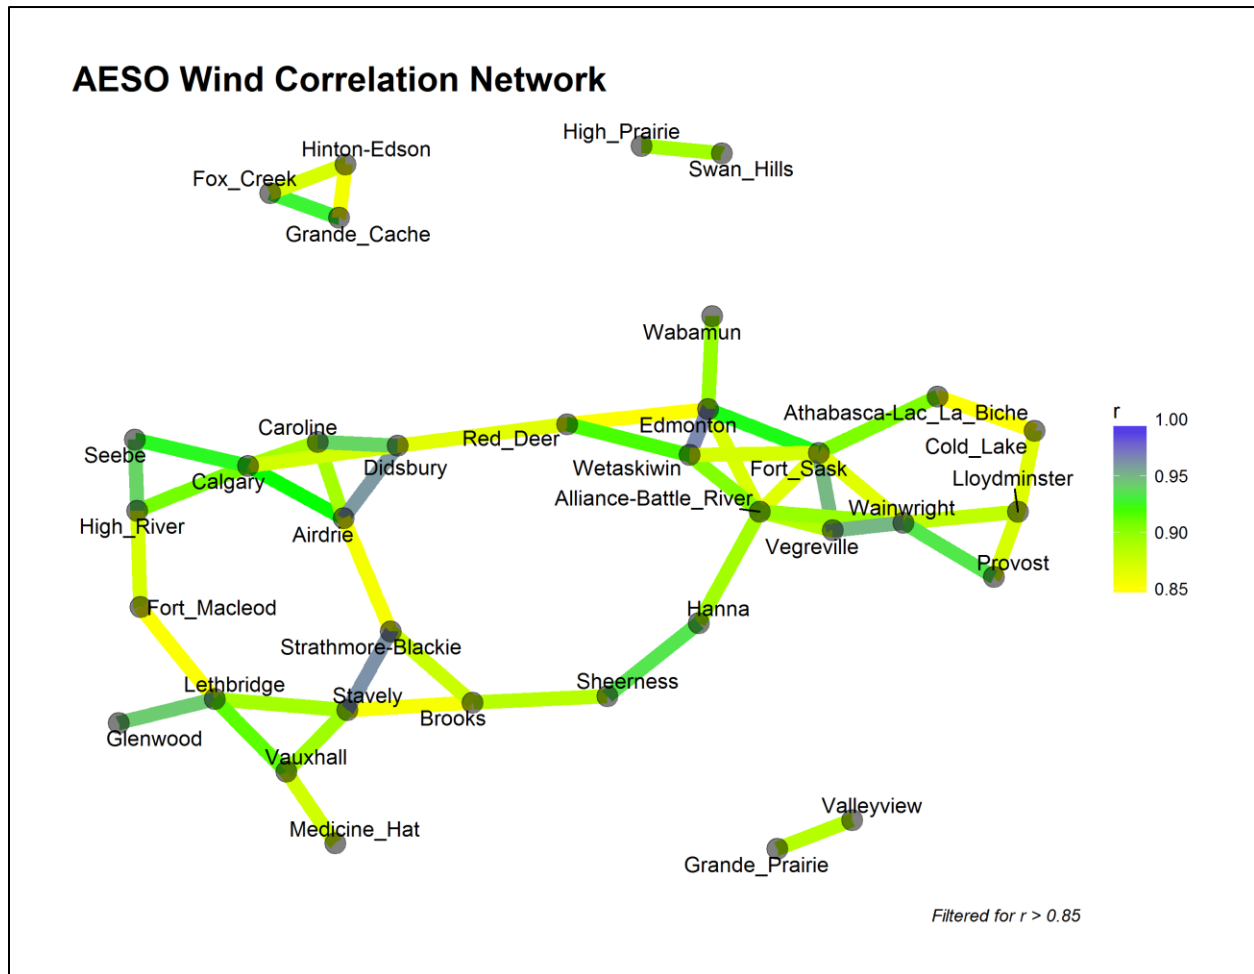 AESO Wind Correlation Network
High_Prairie
Hinton-Edson
Swan_Hills
Fox_Creek
Grande_Cache
Wabamun
r
1.00
Athabasca-Lac_La_Biche
Caroline
Edmonton
Red_Deer
Cold_Lake
Seebe
Didsbury
Wetaskiwin
Fort_Sask
0.95
Calgary
Lloydminster
Alliance-Battle_River
Wainwright
High_River
Airdrie
0.90
Vegreville
Provost
0.85
Fort_Macleod
Hanna
Strathmore-Blackie
Lethbridge
Sheerness
Stavely
Brooks
Glenwood
Vauxhall
Valleyview
Medicine_Hat
Grande_Prairie
Filtered for r > 0.85